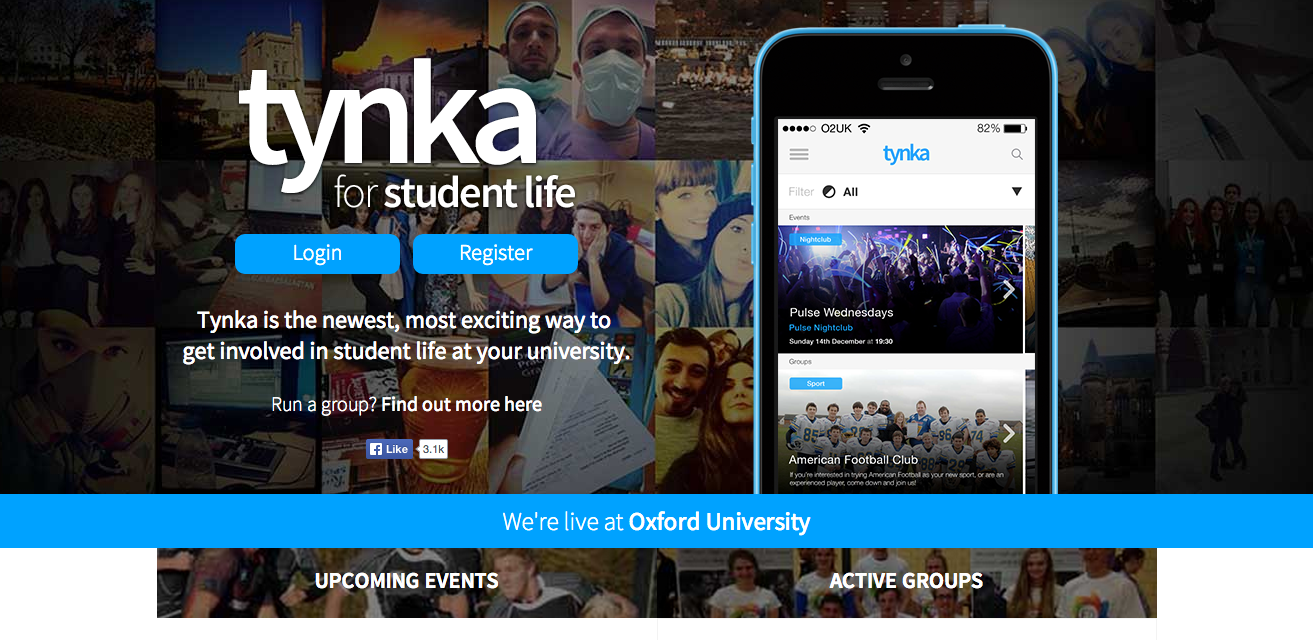 tynka
for student life
Login
Register
Tynka is the newest, most exciting way to
get involved in student life at your university.
Run a group? Find out more here
Like
3.1k
O2UK
82%
tynka
Filter
All
Events
Nightclub
Pulse Wednesdays
Pulse Nightclub
Sunday 14th December at 19:30
Groups
Sport
85
96
74
American Football Club
If you're interested in trying American Football as your new sport, or are an
experienced player, come down and join us!
We're live at Oxford University
UPCOMING EVENTS
ACTIVE GROUPS